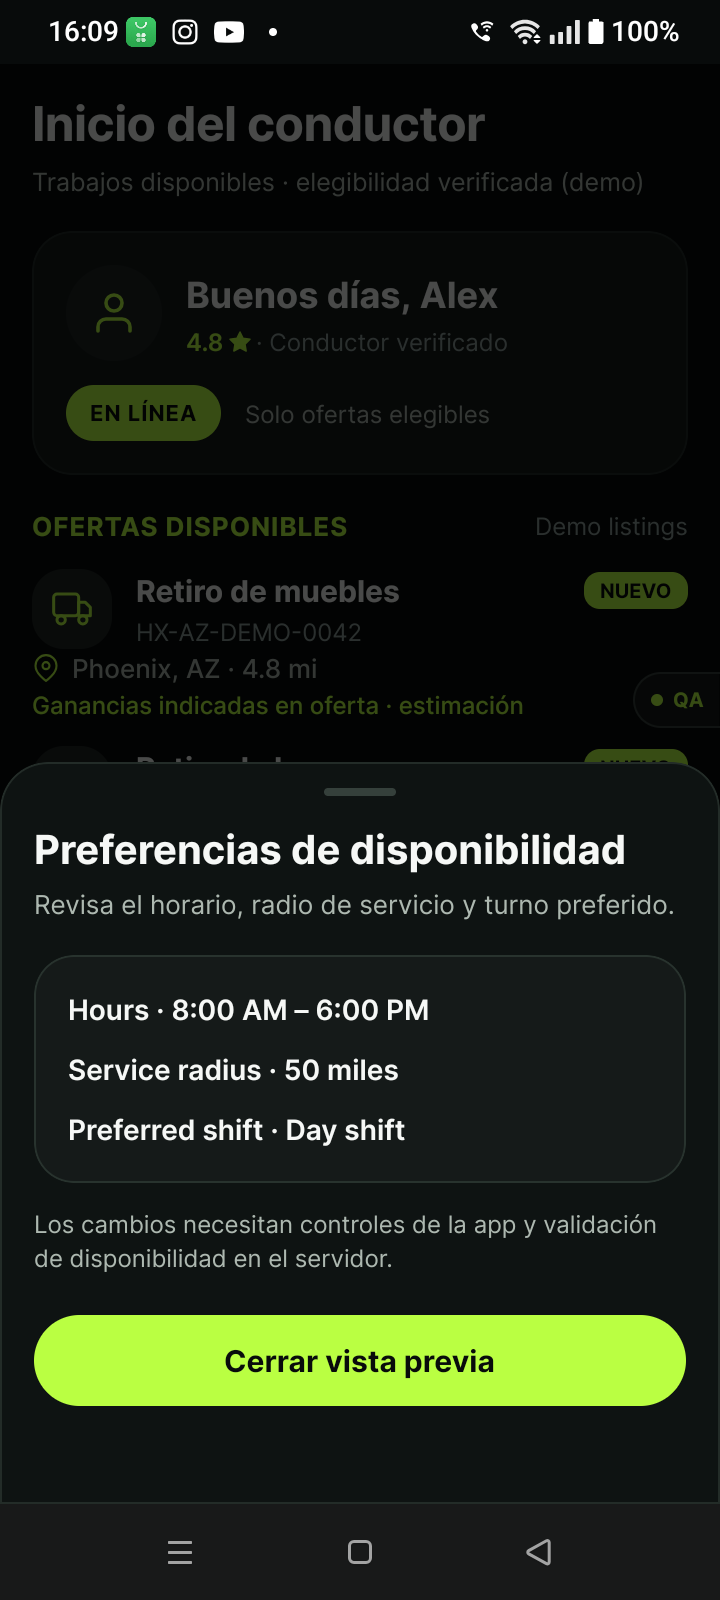 16:09
100%
Inicio del conductor
Trabajos disponibles · elegibilidad verificada (demo)
Buenos días, Alex
4.8 ★ · Conductor verificado
EN LÍNEA
Solo ofertas elegibles
OFERTAS DISPONIBLES
Demo listings
Retiro de muebles
NUEVO
HX-AZ-DEMO-0042
Phoenix, AZ · 4.8 mi
Ganancias indicadas en oferta · estimación
QA
NUEVO
Preferencias de disponibilidad
Revisa el horario, radio de servicio y turno preferido.
Hours · 8:00 AM – 6:00 PM
Service radius · 50 miles
Preferred shift · Day shift
Los cambios necesitan controles de la app y validación
de disponibilidad en el servidor.
Cerrar vista previa